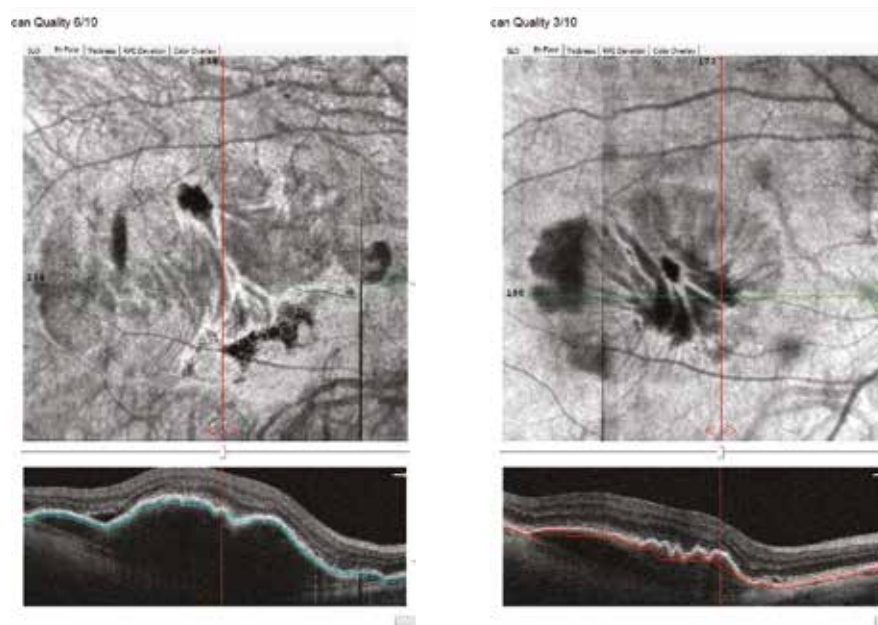 can Quality 6/10
SLO En Face Thickness RPE Elevation Color Overlay
can Quality 3/10
SLO En Face Thickness RPE Elevation Color Overlay
177